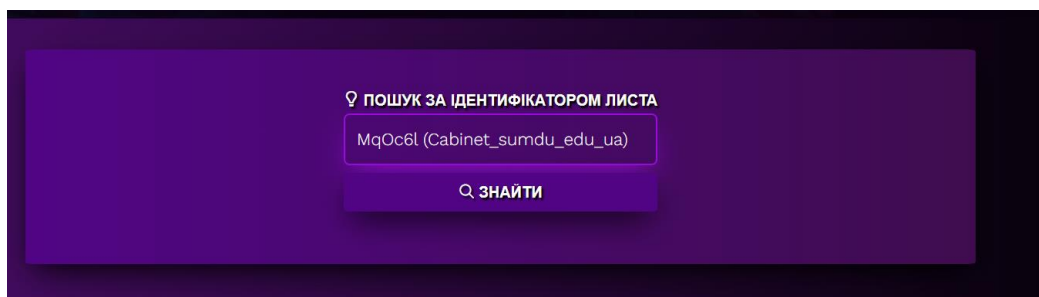 ПОШУК ЗА ІДЕНТИФІКАТОРОМ ЛИСТА
MqOc6l (Cabinet_sumdu_edu_ua)
ЗНАЙТИ